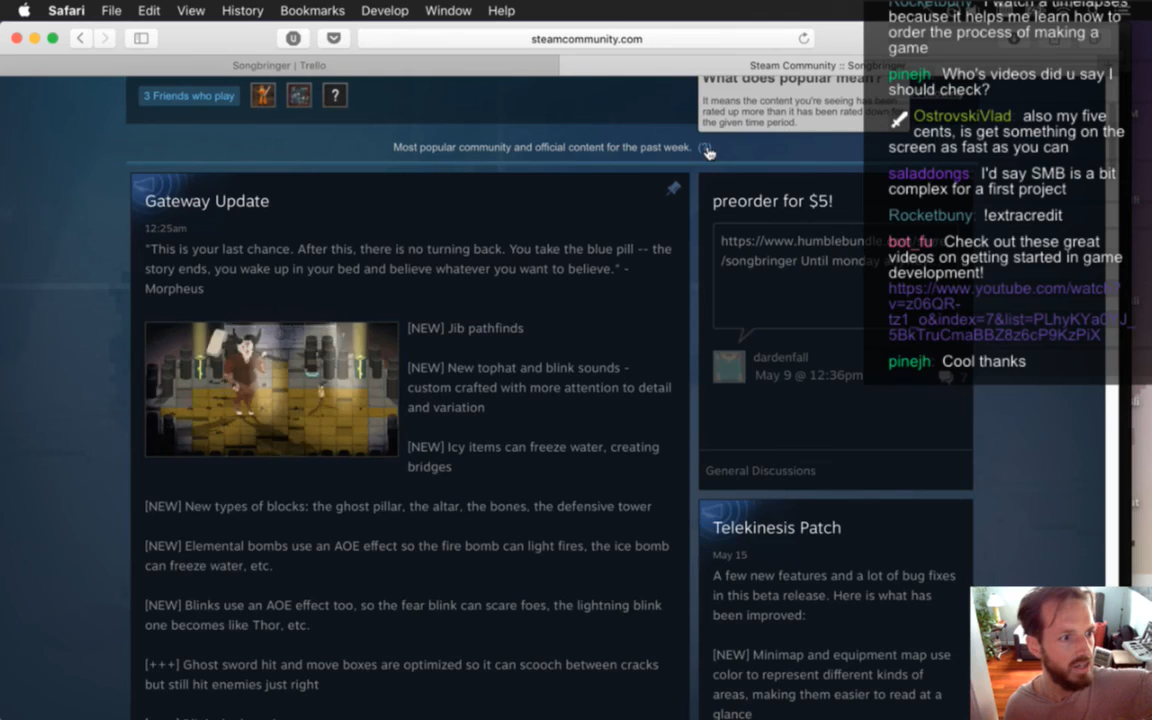 Safari File Edit View History Bookmarks Develop Window Help
steamcommunity.com
Songbringer | Trello
Steam Community :: Songbringer
3 Friends who play
?
What does popular mean?
It means the content you're seeing has been
rated up more than it has been rated down for
the given time period.
Most popular community and official content for the past week.
Gateway Update
12:25am
"This is your last chance. After this, there is no turning back. You take the blue pill -- the
story ends, you wake up in your bed and believe whatever you want to believe." -
Morpheus
[NEW] Jib pathfinds
[NEW] New tophat and blink sounds -
custom crafted with more attention to detail
and variation
[NEW] Icy items can freeze water, creating
bridges
[NEW] New types of blocks: the ghost pillar, the altar, the bones, the defensive tower
[NEW] Elemental bombs use an AOE effect so the fire bomb can light fires, the ice bomb
can freeze water, etc.
[NEW] Blinks use an AOE effect too, so the fear blink can scare foes, the lightning blink
one becomes like Thor, etc.
[+++] Ghost sword hit and move boxes are optimized so it can scooch between cracks
but still hit enemies just right
preorder for $5!
https://www.humblebundle.
/songbringer Until monday
dardenfall
May 9 @ 12:36pm
General Discussions
Telekinesis Patch
May 15
A few new features and a lot of bug fixes
in this beta release. Here is what has
been improved:
[NEW] Minimap and equipment map use
color to represent different kinds of
areas, making them easier to read at a
glance
Rocketbuny: I watch a timelapses
because it helps me learn how to
order the process of making a
game
pinejh: Who's videos did u say I
should check?
OstrovskiVlad also my five
cents, is get something on the
screen as fast as you can
saladdongs: I'd say SMB is a bit
complex for a first project
Rocketbuny: !extracredit
bot_fu: Check out these great
videos on getting started in game
development!
https://www.youtube.com/watch?
pinejh: Cool thanks